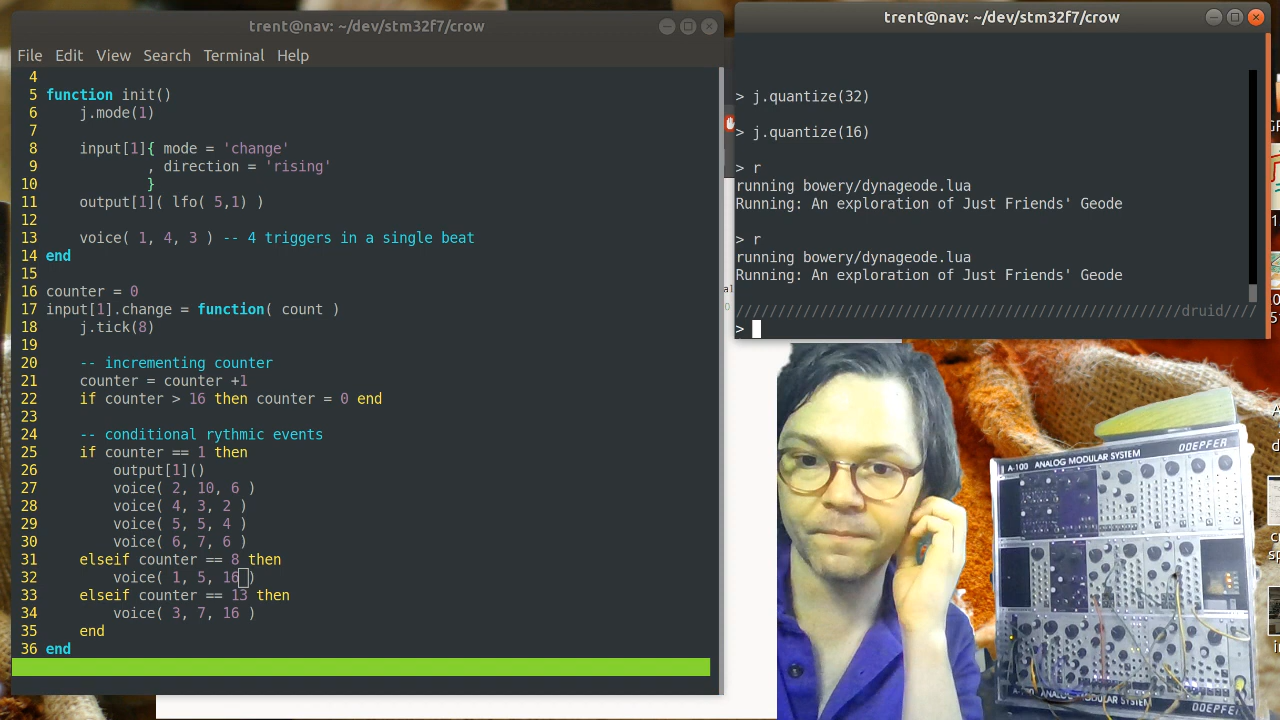 trent@nav: ~/dev/stm32f7/crow
File Edit View Search Terminal Help
4
5 function init()
6 j.mode(1)
7
8 input[1]{ mode = 'change'
9 , direction = 'rising'
10 }
11 output[1]( lfo( 5,1) )
12
13 voice( 1, 4, 3 ) -- 4 triggers in a single beat
14 end
15
16 counter = 0
17 input[1].change = function( count )
18 j.tick(8)
19
20 -- incrementing counter
21 counter = counter +1
22 if counter > 16 then counter = 0 end
23
24 -- conditional rythmic events
25 if counter == 1 then
26 output[1]()
27 voice( 2, 10, 6 )
28 voice( 4, 3, 2 )
29 voice( 5, 5, 4 )
30 voice( 6, 7, 6 )
31 elseif counter == 8 then
32 voice( 1, 5, 16 )
33 elseif counter == 13 then
34 voice( 3, 7, 16 )
35 end
36 end
trent@nav: ~/dev/stm32f7/crow
> j.quantize(32)
> j.quantize(16)
> r
running bowery/dynageode.lua
Running: An exploration of Just Friends' Geode
> r
running bowery/dynageode.lua
Running: An exploration of Just Friends' Geode
/////////////////////////////////////////////////////druid////
>
A-100 ANALOG MODULAR SYSTEM DOEPFER
A-100 ANALOG MODULAR SYSTEM DOEPFER